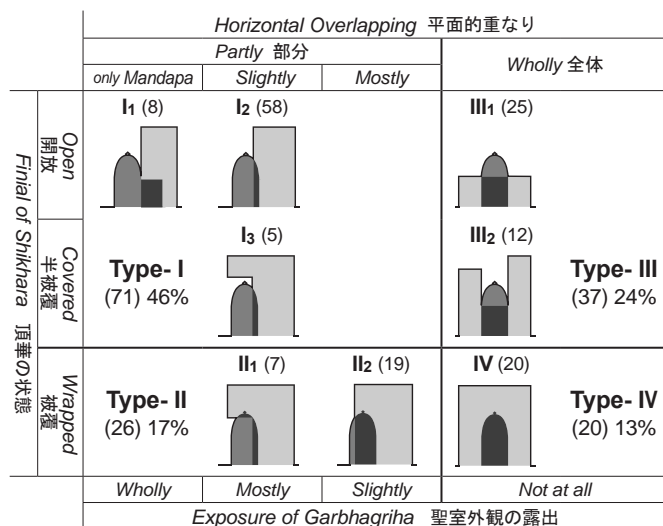 Horizontal Overlapping 平面的重なり
Partly 部分
Wholly 全体
only Mandapa
Slightly
Mostly
Finial of Shikhara 頂華の状態
Open
開放
I1 (8)
I2 (58)
III1 (25)
Covered
半被覆
Type- I
(71) 46%
I3 (5)
III2 (12)
Type- III
(37) 24%
Wrapped
被覆
Type- II
(26) 17%
II1 (7)
II2 (19)
IV (20)
Type- IV
(20) 13%
Wholly
Mostly
Slightly
Not at all
Exposure of Garbhagriha 聖室外観の露出